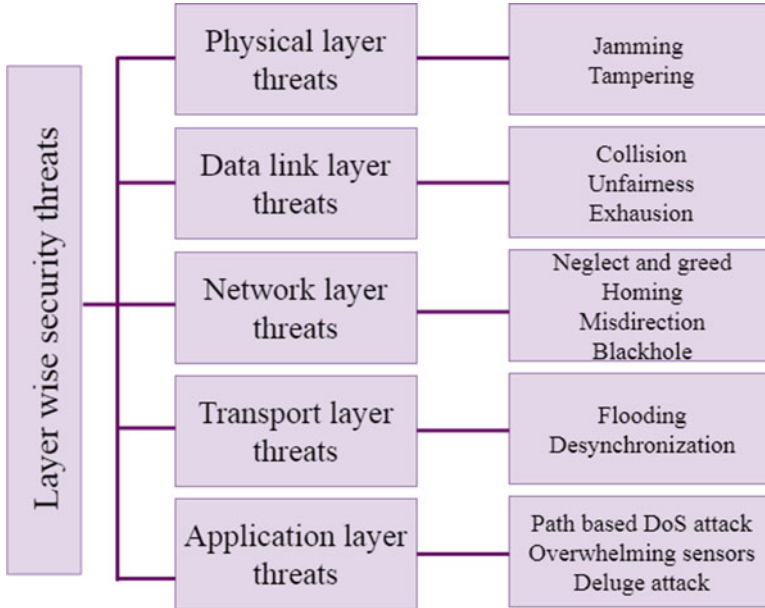 Layer wise security threats
Physical layer
threats
Jamming
Tampering
Data link layer
threats
Collision
Unfairness
Exhausion
Network layer
threats
Neglect and greed
Homing
Misdirection
Blackhole
Transport layer
threats
Flooding
Desynchronization
Application layer
threats
Path based DoS attack
Overwhelming sensors
Deluge attack